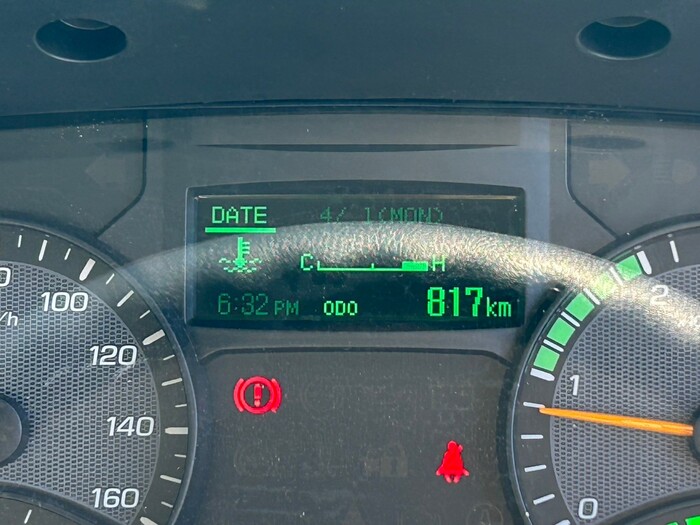 DATE 4/ 1(MON)
C H
6:32 PM ODO 817km
100
/h
120
140
160
2
1
0